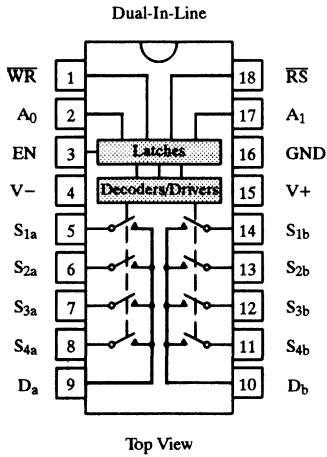 Dual-In-Line
W̅R̅ 1 18 R̅S̅
A0 2 17 A1
Latches
EN 3 16 GND
Decoders/Drivers
V− 4 15 V+
S1a 5 14 S1b
S2a 6 13 S2b
S3a 7 12 S3b
S4a 8 11 S4b
Da 9 10 Db
Top View